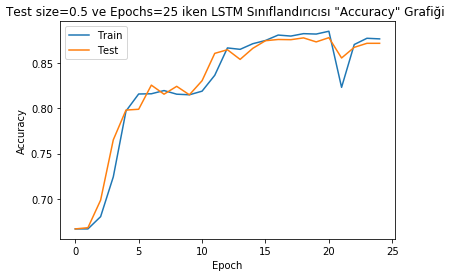 Test size=0.5 ve Epochs=25 iken LSTM Sınıflandırıcısı "Accuracy" Grafiği
Train
Test
0.85
0.80
0.75
0.70
Accuracy
0
5
10
15
20
25
Epoch